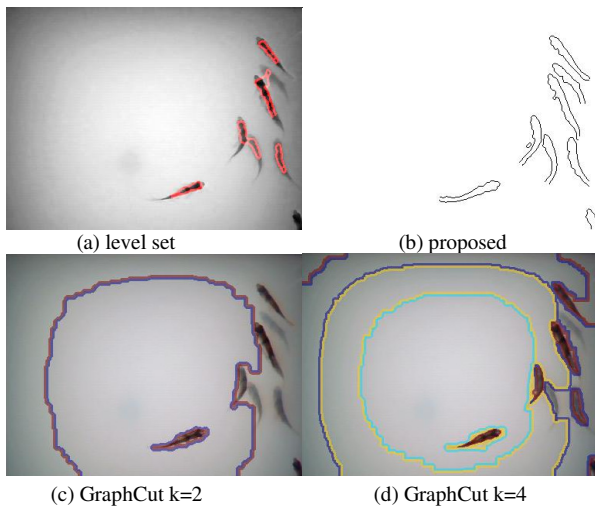 (a) level set
(b) proposed
(c) GraphCut k=2
(d) GraphCut k=4